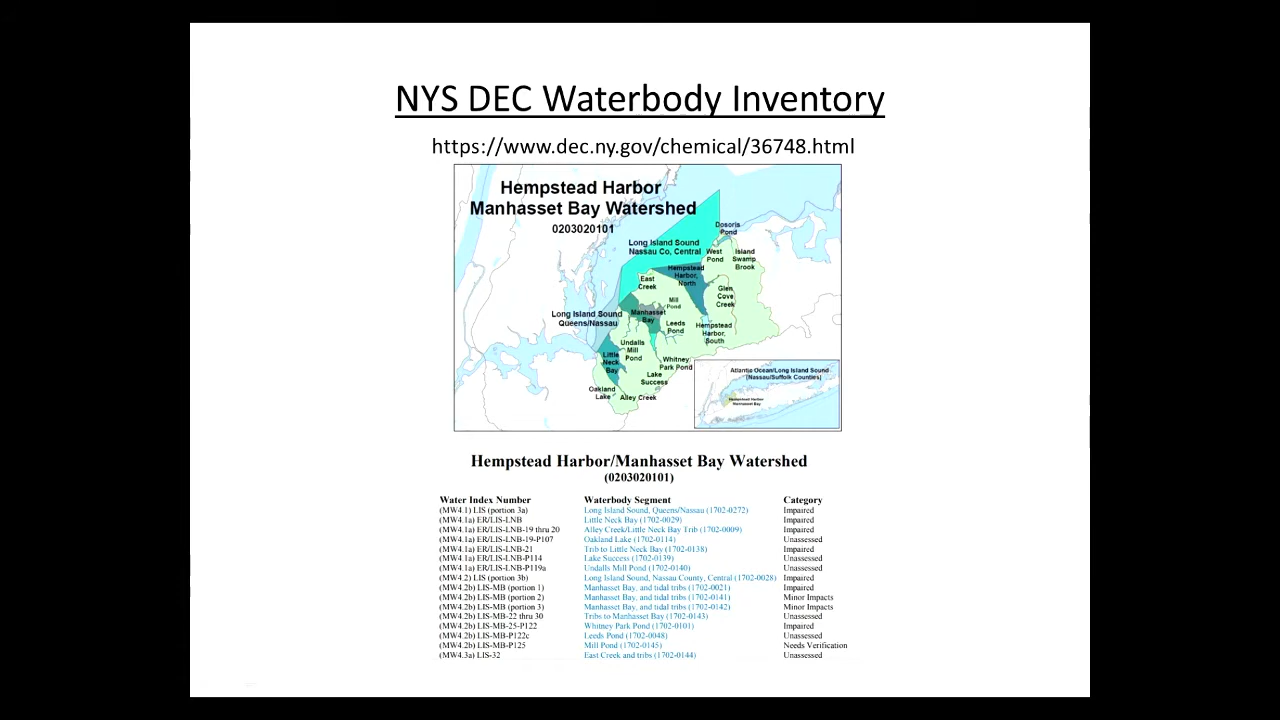 NYS DEC Waterbody Inventory
https://www.dec.ny.gov/chemical/36748.html
Hempstead Harbor
Manhasset Bay Watershed
0203020101
Dosoris
Pond
Long Island Sound
Nassau Co, Central
West
Pond
Island
Swamp
Brook
Hempstead
Harbor,
North
East
Creek
Glen
Cove
Creek
Mill
Pond
Long Island Sound
Queens/Nassau
Manhasset
Bay
Leeds
Pond
Hempstead
Harbor,
South
Undalls
Mill
Pond
Little
Neck
Bay
Whitney
Park Pond
Lake
Success
Oakland
Lake
Alley Creek
Atlantic Ocean/Long Island Sound
(Nassau/Suffolk Counties)
Hempstead Harbor
Manhasset Bay
Hempstead Harbor/Manhasset Bay Watershed
(0203020101)
Water Index Number Waterbody Segment Category
(MW4.1) LIS (portion 3a) Long Island Sound, Queens/Nassau (1702-0272) Impaired
(MW4.1a) ER/LIS-LNB Little Neck Bay (1702-0029) Impaired
(MW4.1a) ER/LIS-LNB-19 thru 20 Alley Creek/Little Neck Bay Trib (1702-0009) Impaired
(MW4.1a) ER/LIS-LNB-19-P107 Oakland Lake (1702-0114) Unassessed
(MW4.1a) ER/LIS-LNB-21 Trib to Little Neck Bay (1702-0138) Impaired
(MW4.1a) ER/LIS-LNB-P114 Lake Success (1702-0139) Unassessed
(MW4.1a) ER/LIS-LNB-P119a Undalls Mill Pond (1702-0140) Unassessed
(MW4.2) LIS (portion 3b) Long Island Sound, Nassau County, Central (1702-0028) Impaired
(MW4.2b) LIS-MB (portion 1) Manhasset Bay, and tidal tribs (1702-0021) Impaired
(MW4.2b) LIS-MB (portion 2) Manhasset Bay, and tidal tribs (1702-0141) Minor Impacts
(MW4.2b) LIS-MB (portion 3) Manhasset Bay, and tidal tribs (1702-0142) Minor Impacts
(MW4.2b) LIS-MB-22 thru 30 Tribs to Manhasset Bay (1702-0143) Unassessed
(MW4.2b) LIS-MB-25-P122 Whitney Park Pond (1702-0101) Impaired
(MW4.2b) LIS-MB-P122c Leeds Pond (1702-0048) Unassessed
(MW4.2b) LIS-MB-P125 Mill Pond (1702-0145) Needs Verification
(MW4.3a) LIS-32 East Creek and tribs (1702-0144) Unassessed